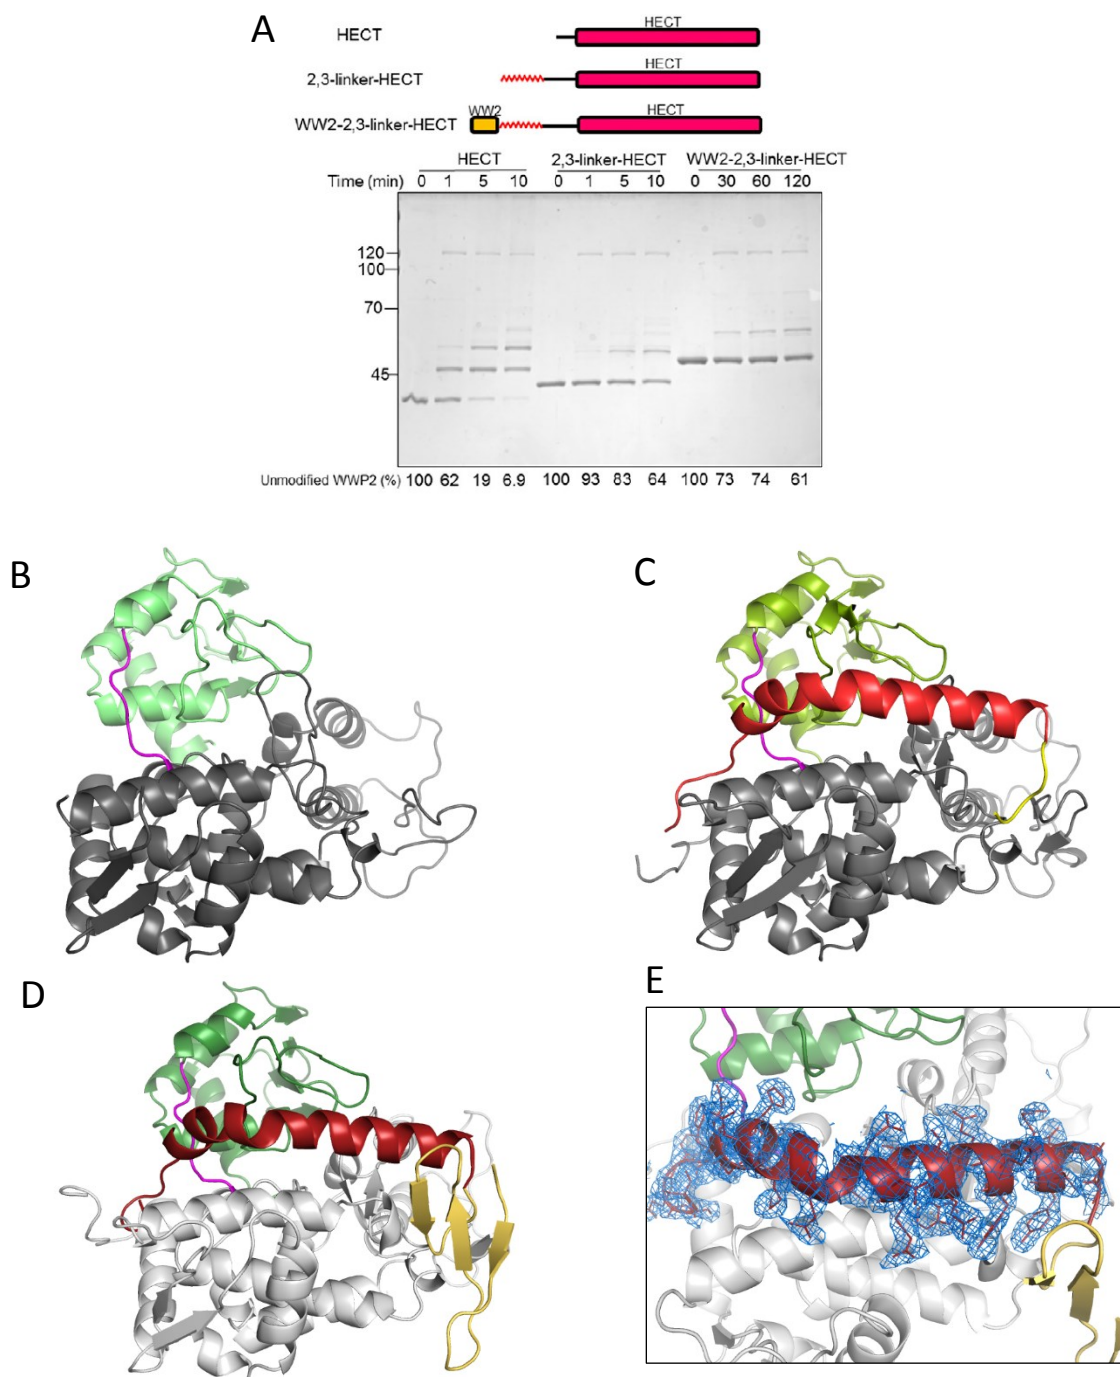 A
HECT
HECT
2,3-linker-HECT
HECT
WW2-2,3-linker-HECT
WW2
HECT
HECT 2,3-linker-HECT WW2-2,3-linker-HECT
Time (min) 0 1 5 10 0 1 5 10 0 30 60 120
120
100
70
45
Unmodified WWP2 (%) 100 62 19 6.9 100 93 83 64 100 73 74 61
B
C
D
E